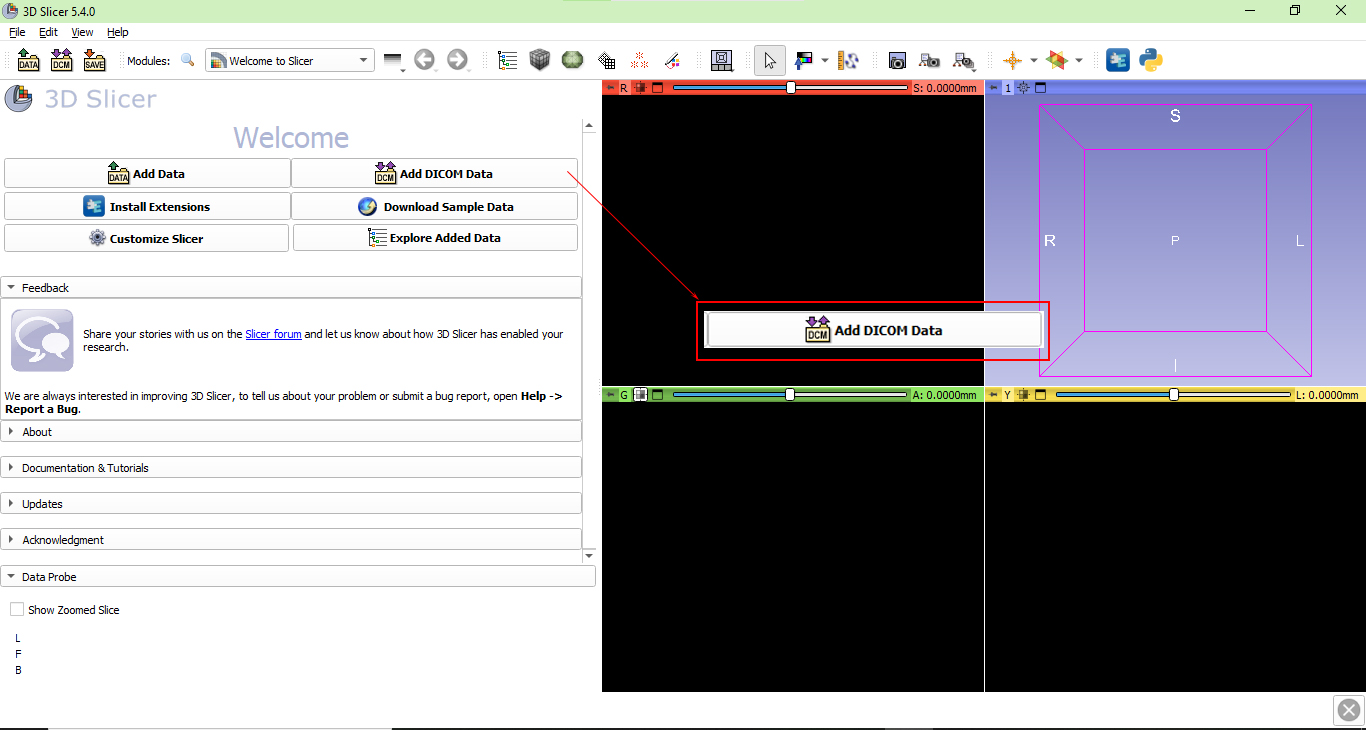 3D Slicer 5.4.0
File Edit View Help
DATA DCM SAVE Modules: Welcome to Slicer
3D Slicer
R S: 0.0000mm
1
Welcome
DATA Add Data
DCM Add DICOM Data
Install Extensions
Download Sample Data
Customize Slicer
Explore Added Data
Feedback
Share your stories with us on the Slicer forum and let us know about how 3D Slicer has enabled your
research.
We are always interested in improving 3D Slicer, to tell us about your problem or submit a bug report, open Help ->
Report a Bug.
About
Documentation & Tutorials
Updates
Acknowledgment
Data Probe
Show Zoomed Slice
L
F
B
S
R
P
L
I
DCM Add DICOM Data
G A: 0.0000mm
Y L: 0.0000mm